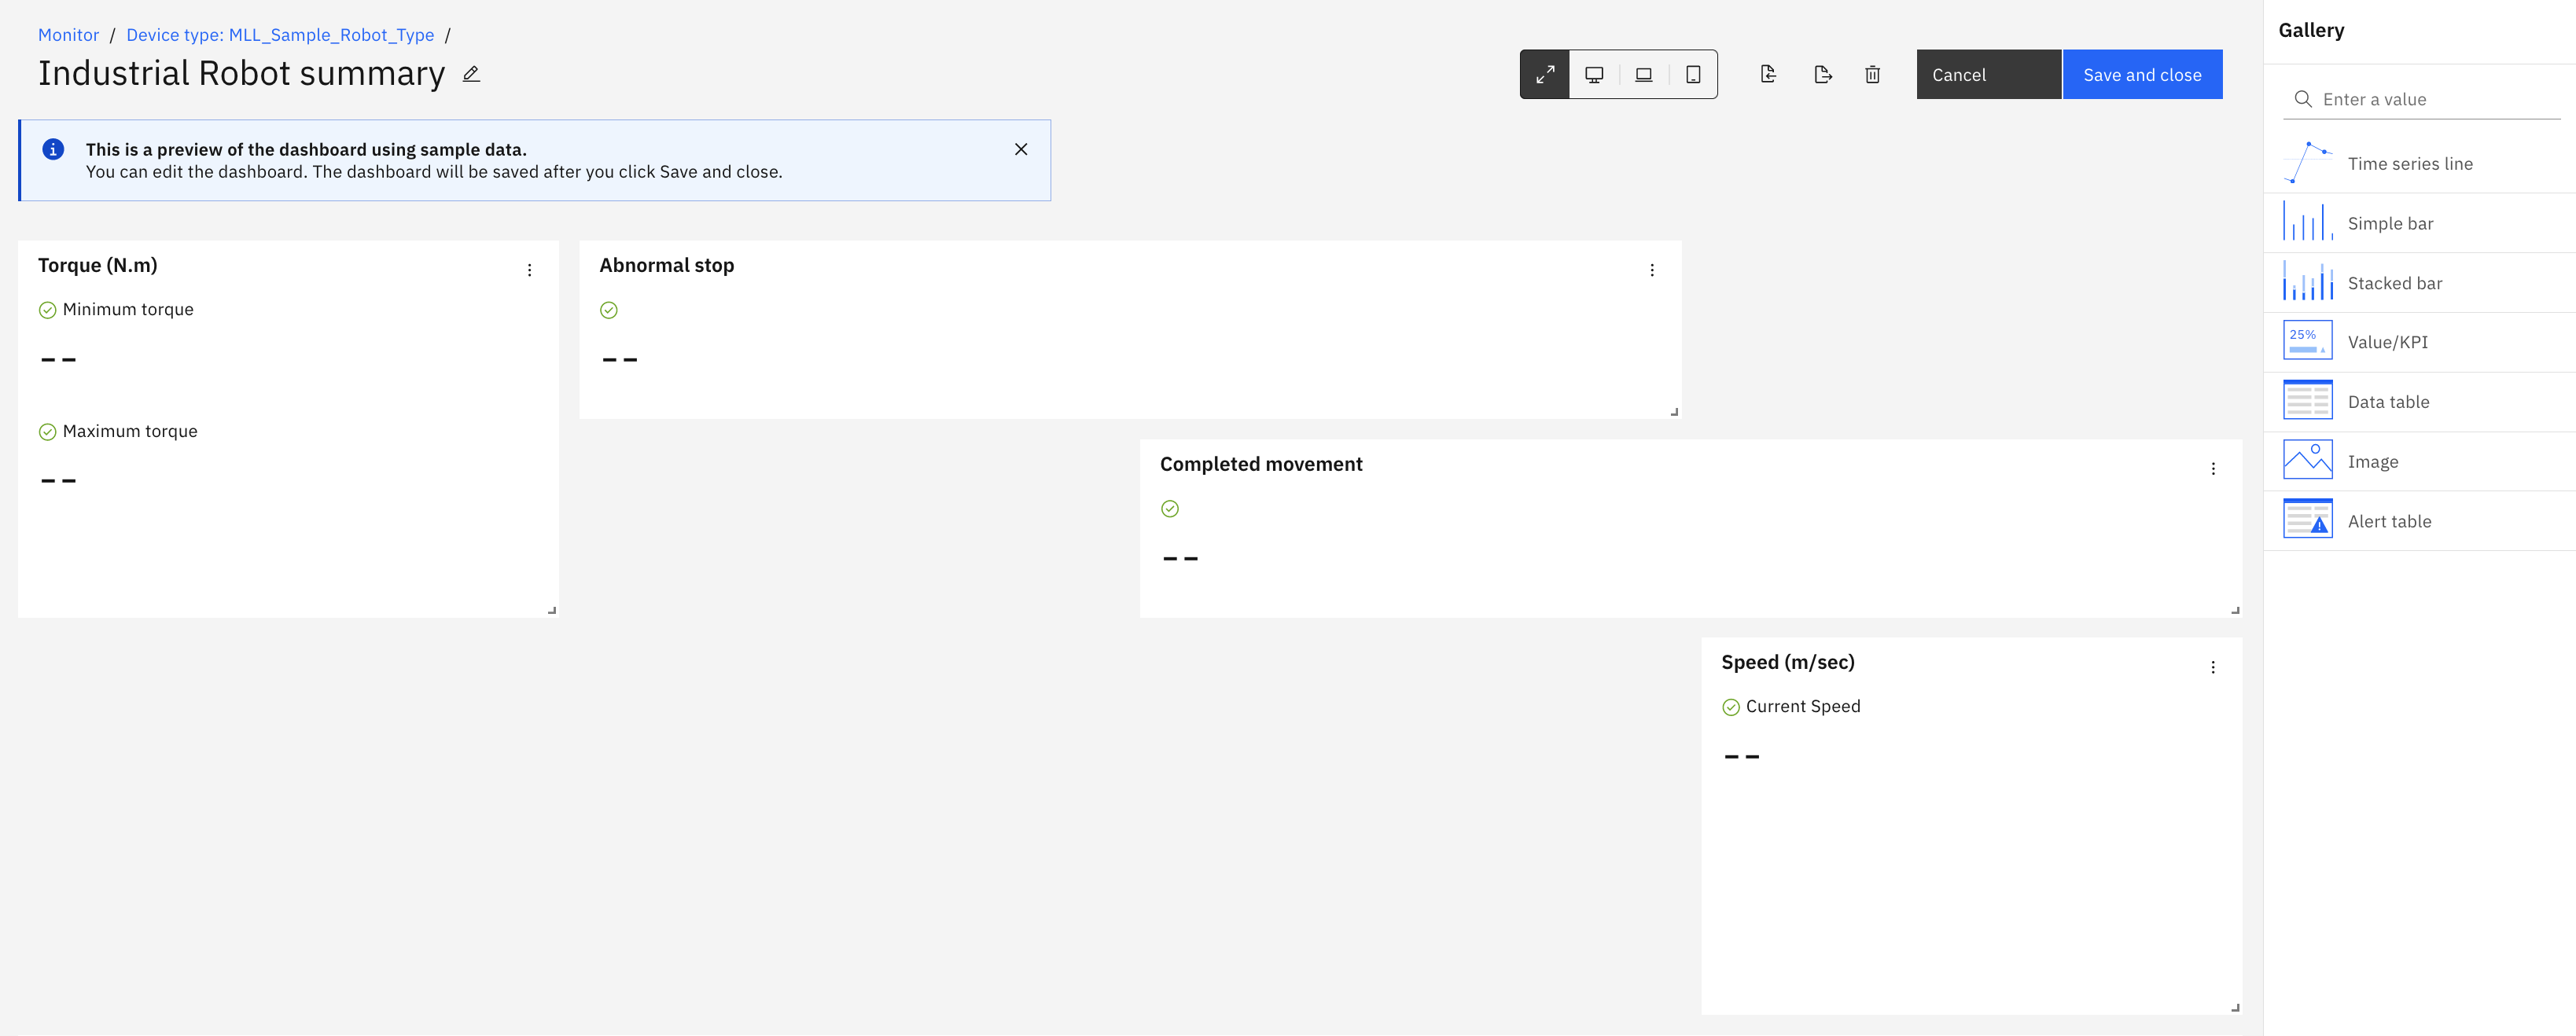 Monitor / Device type: MLL_Sample_Robot_Type /
Industrial Robot summary
Cancel
Save and close
This is a preview of the dashboard using sample data.
You can edit the dashboard. The dashboard will be saved after you click Save and close.
Torque (N.m)
Minimum torque
--
Maximum torque
--
Abnormal stop
--
Completed movement
--
Speed (m/sec)
Current Speed
--
Gallery
Enter a value
Time series line
Simple bar
Stacked bar
25%
Value/KPI
Data table
Image
Alert table